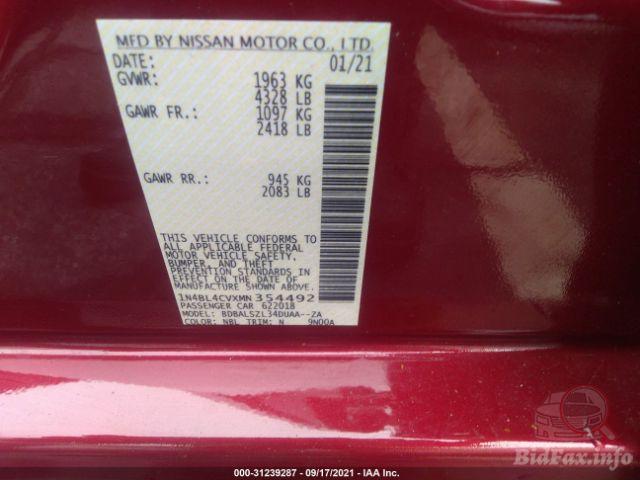 MFD BY NISSAN MOTOR CO., LTD.
DATE: 01/21
GVWR: 1963 KG
4328 LB
GAWR FR.: 1097 KG
2418 LB
GAWR RR.: 945 KG
2083 LB
THIS VEHICLE CONFORMS TO
ALL APPLICABLE FEDERAL
MOTOR VEHICLE SAFETY,
BUMPER, AND THEFT
PREVENTION STANDARDS IN
EFFECT ON THE DATE OF
MANUFACTURE SHOWN ABOVE.
1N4BL4CVXMN354492
PASSENGER CAR 622018
MODEL: BDBALSZL34DUAA--ZA
COLOR: NBL TRIM: N 9N00A
BidFax.info
000-31239287 - 09/17/2021 - IAA Inc.